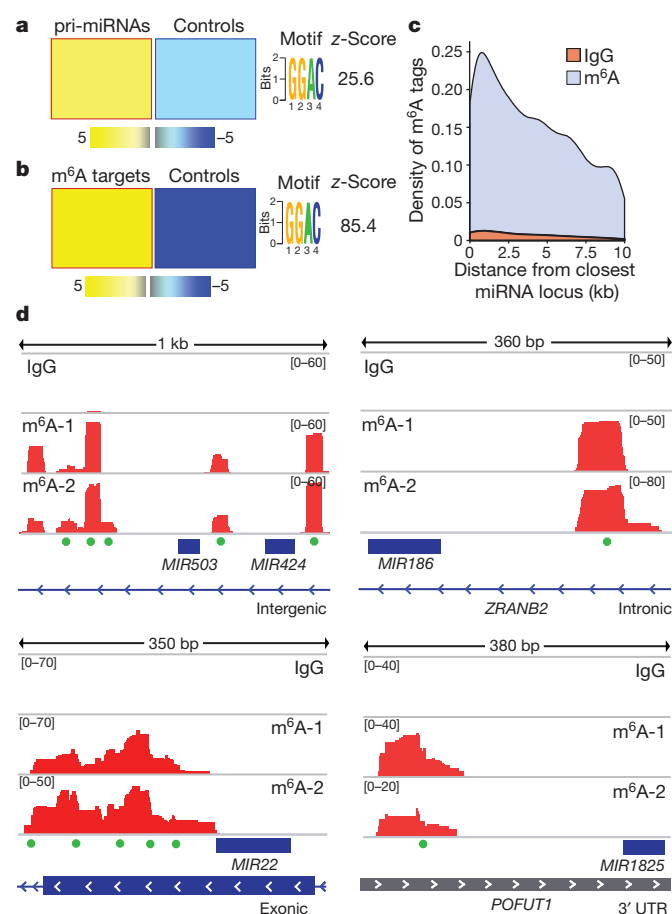 a
pri-miRNAs Controls Motif z-Score
Bits
2
1
0
GGAC
1 2 3 4
25.6
5 –5
b
m⁶A targets Controls Motif z-Score
Bits
2
1
0
GGAC
1 2 3 4
85.4
5 –5
c
IgG
m⁶A
Density of m⁶A tags
0.25
0.20
0.15
0.10
0.05
0
0 2.5 5 7.5 10
Distance from closest
miRNA locus (kb)
d
1 kb
IgG [0–60]
m⁶A-1 [0–60]
m⁶A-2 [0–60]
MIR503 MIR424
Intergenic
360 bp
IgG [0–50]
m⁶A-1 [0–50]
m⁶A-2 [0–80]
MIR186
ZRANB2 Intronic
350 bp
[0–70] IgG
[0–70] m⁶A-1
[0–50] m⁶A-2
MIR22
Exonic
380 bp
[0–40] IgG
[0–40] m⁶A-1
[0–20] m⁶A-2
MIR1825
POFUT1 3′ UTR